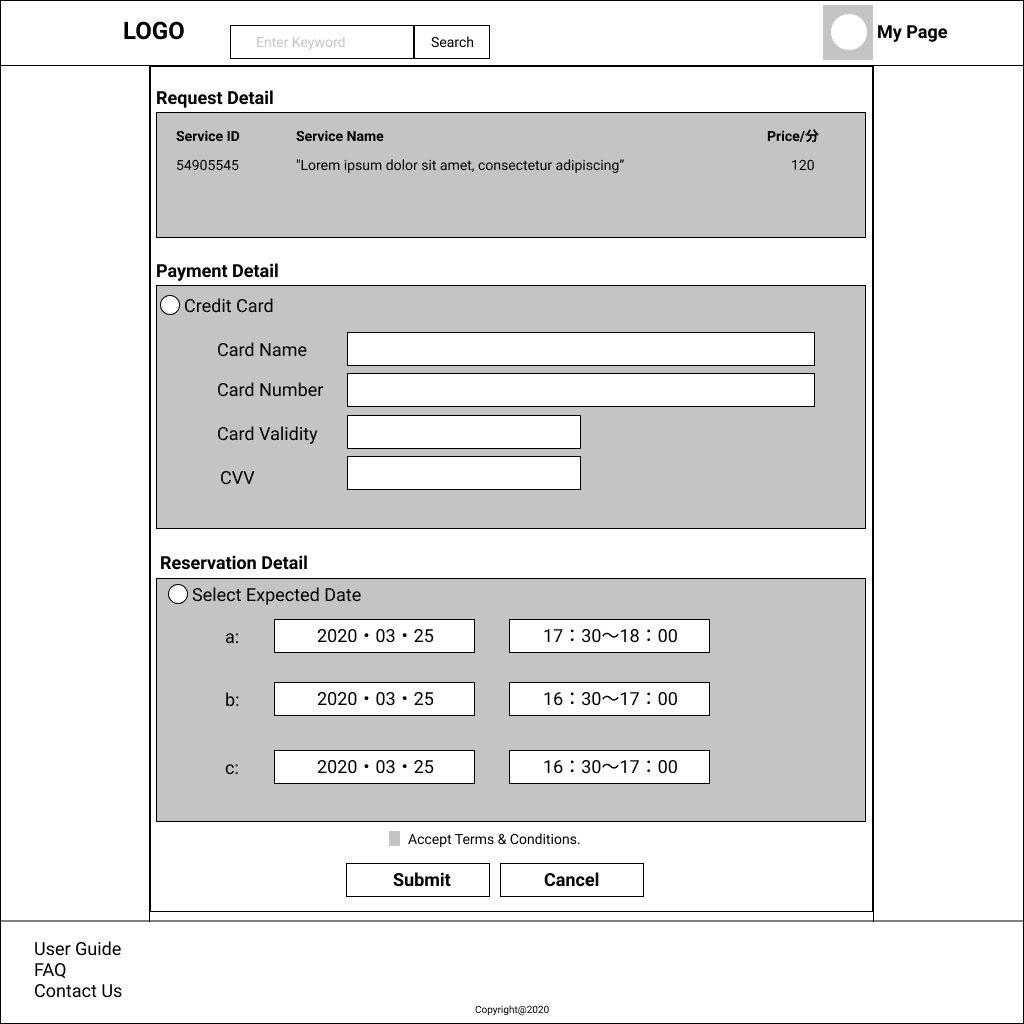 LOGO
Enter Keyword
Search
My Page
Request Detail
Service ID Service Name Price/分
54905545 "Lorem ipsum dolor sit amet, consectetur adipiscing” 120
Payment Detail
Credit Card
Card Name
Card Number
Card Validity
CVV
Reservation Detail
Select Expected Date
a: 2020・03・25 17：30〜18：00
b: 2020・03・25 16：30〜17：00
c: 2020・03・25 16：30〜17：00
Accept Terms & Conditions.
Submit Cancel
User Guide
FAQ
Contact Us
Copyright@2020